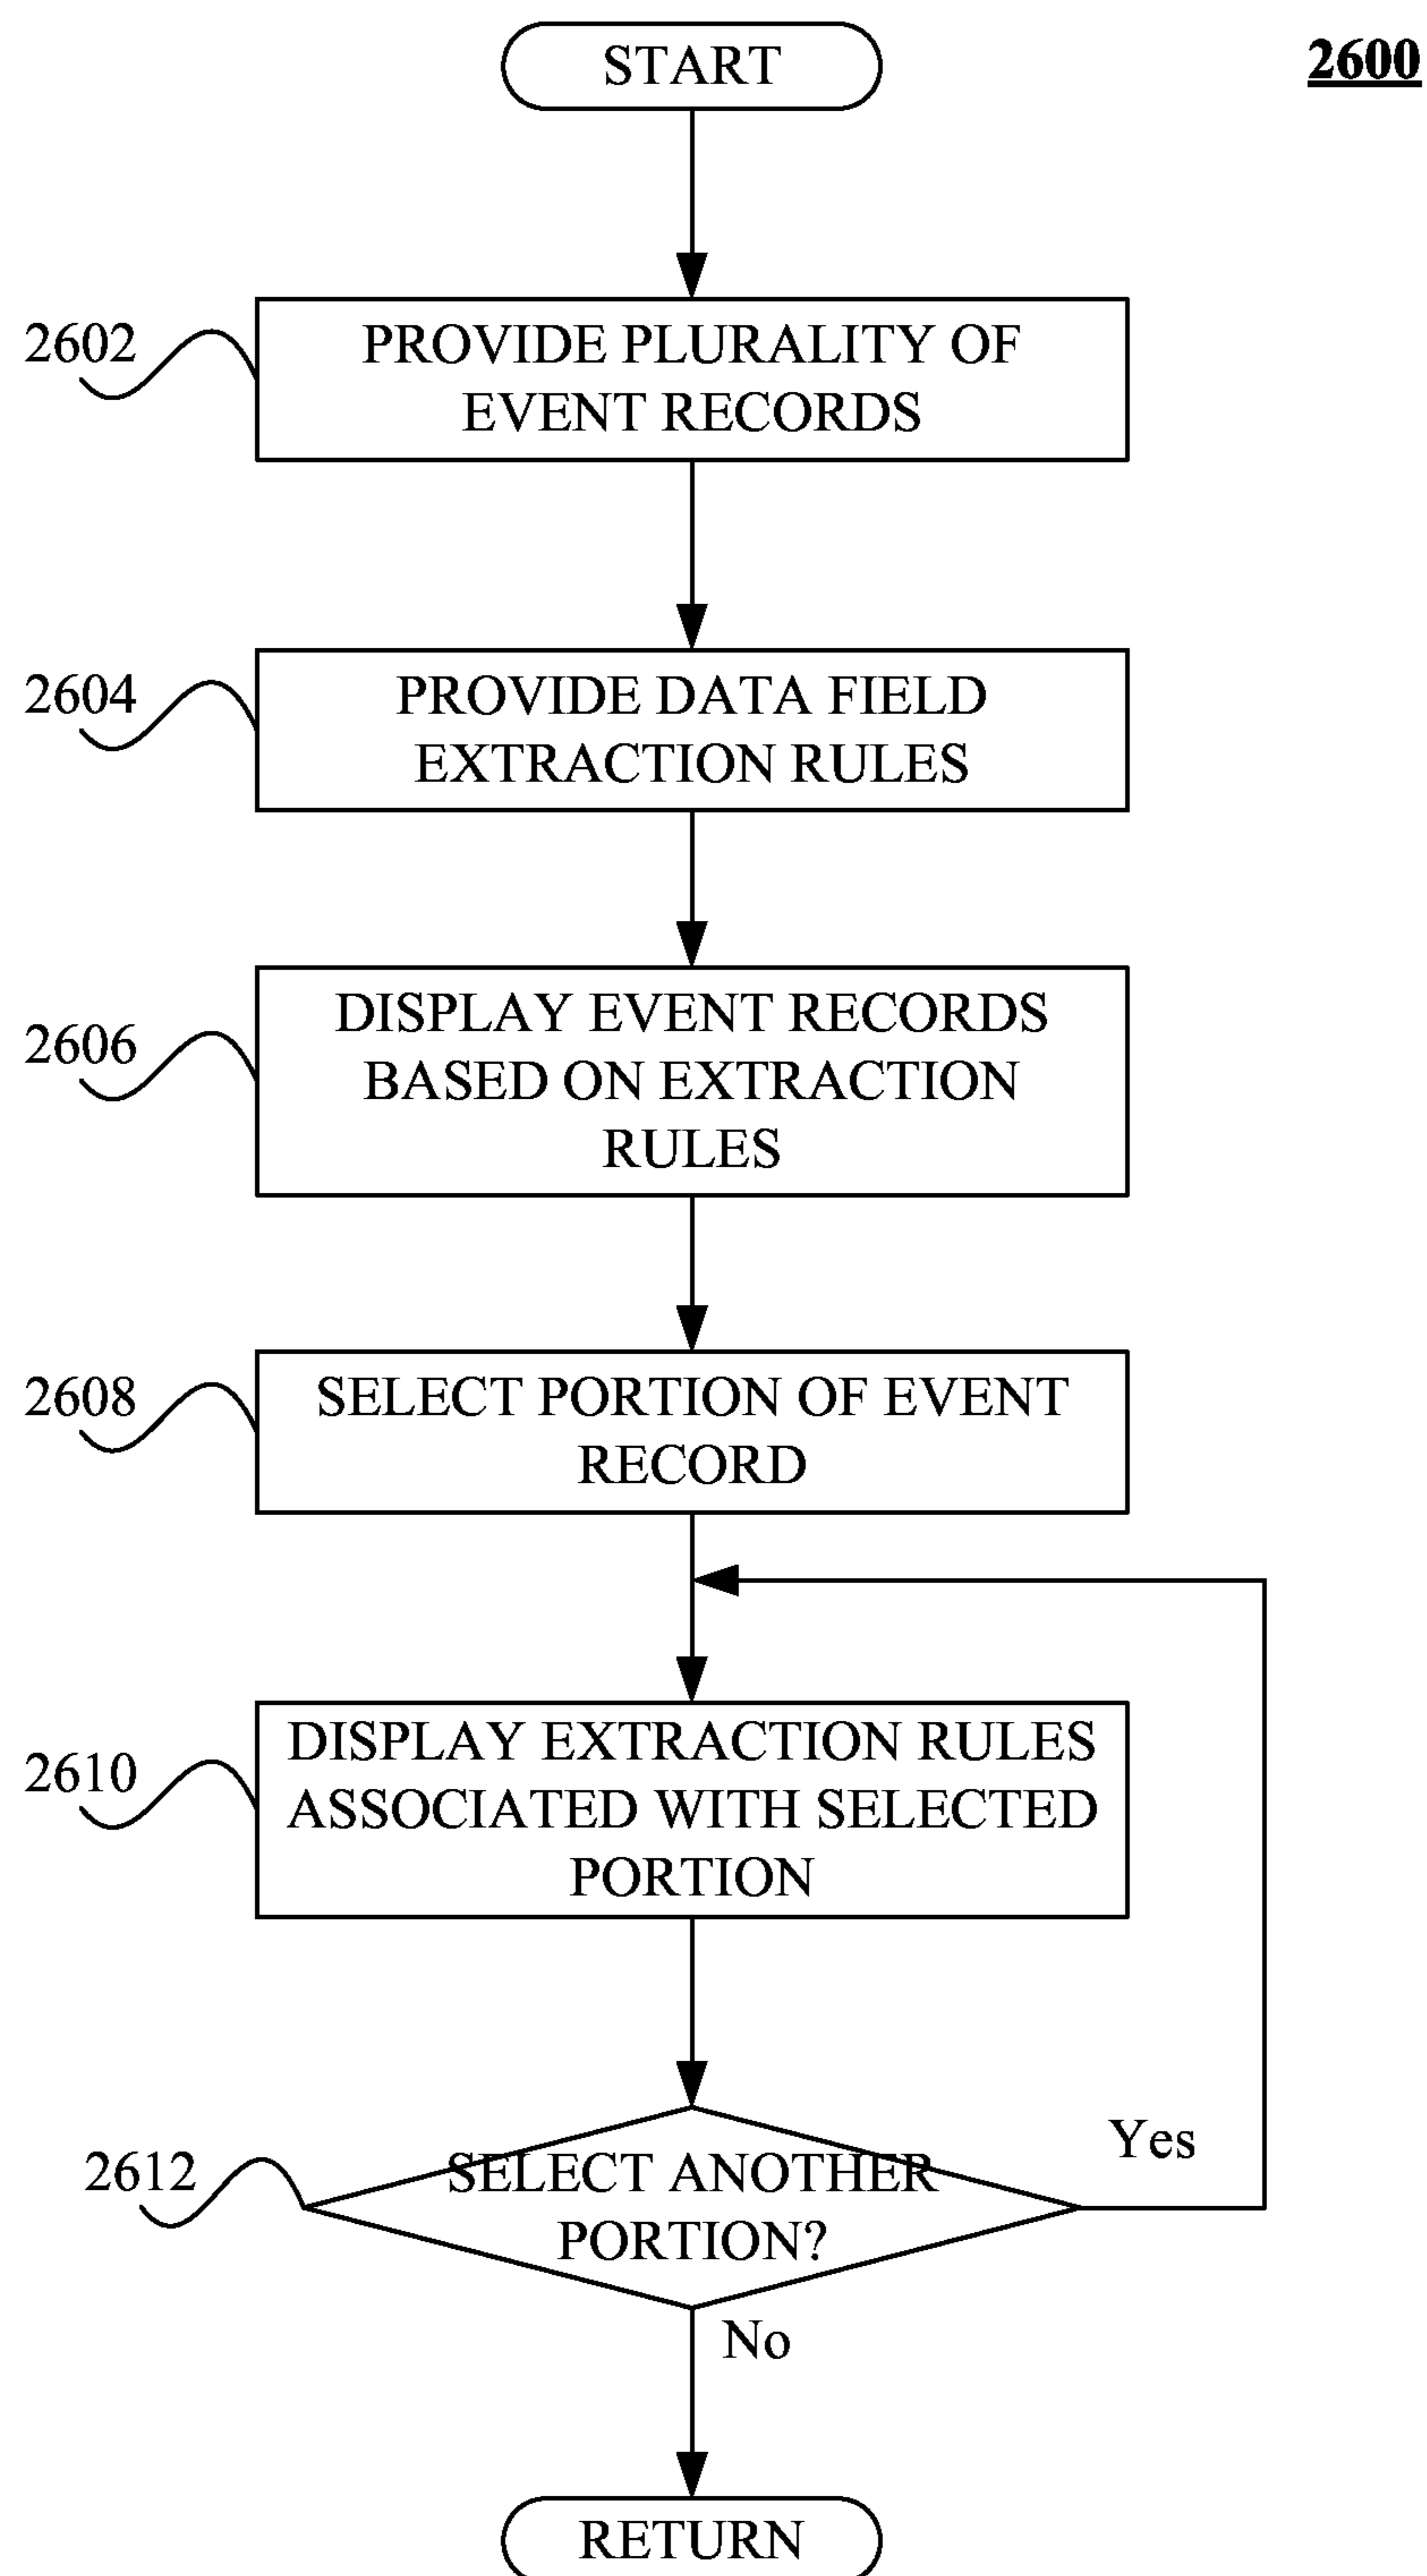 START
2600
2602
PROVIDE PLURALITY OF
EVENT RECORDS
2604
PROVIDE DATA FIELD
EXTRACTION RULES
2606
DISPLAY EVENT RECORDS
BASED ON EXTRACTION
RULES
2608
SELECT PORTION OF EVENT
RECORD
2610
DISPLAY EXTRACTION RULES
ASSOCIATED WITH SELECTED
PORTION
2612
SELECT ANOTHER
PORTION?
Yes
No
RETURN